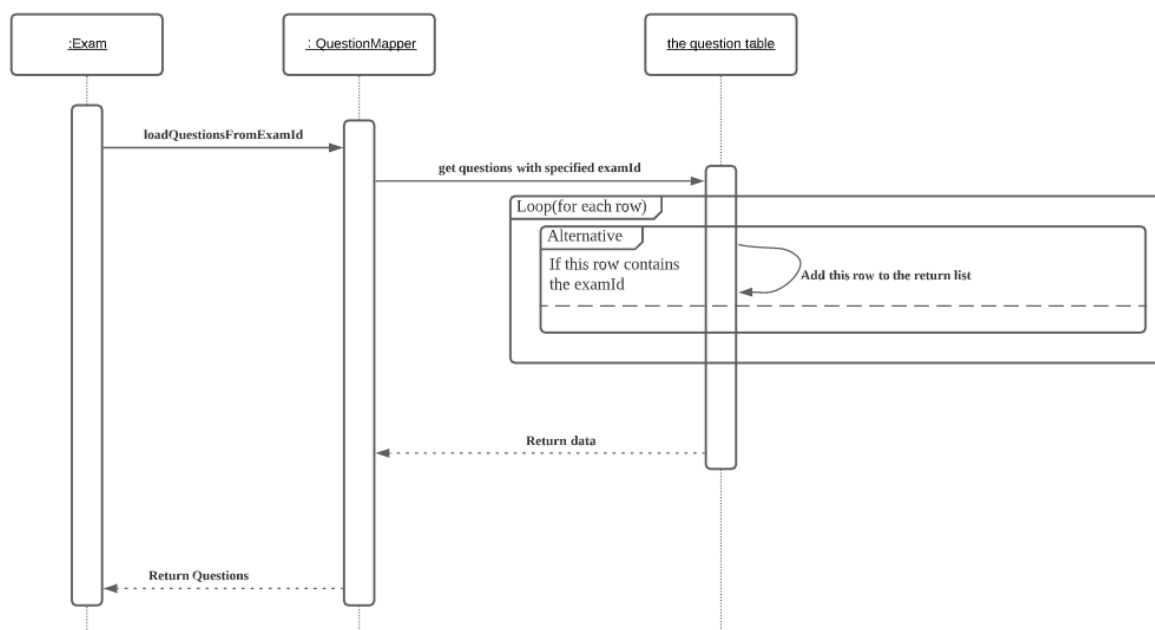 :Exam
: QuestionMapper
the question table
loadQuestionsFromExamId
get questions with specified examId
Loop(for each row)
Alternative
If this row contains
the examId
Add this row to the return list
Return data
Return Questions